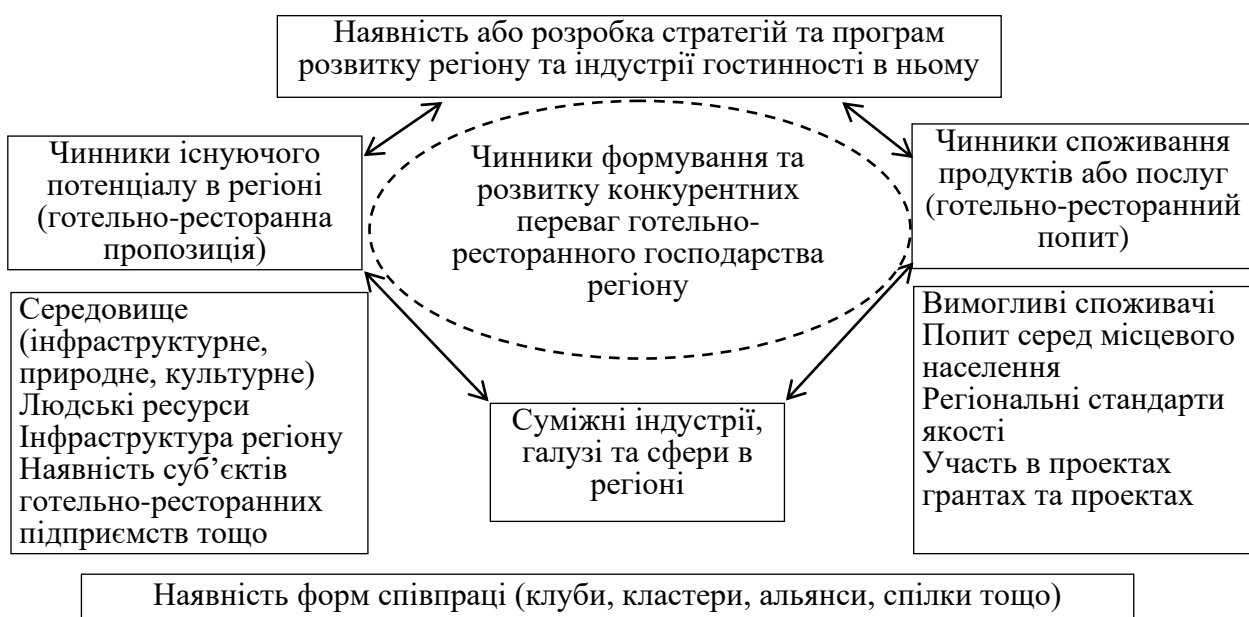 Наявність або розробка стратегій та програм
розвитку регіону та індустрії гостинності в ньому
Чинники існуючого
потенціалу в регіоні
(готельно-ресторанна
пропозиція)
Чинники формування та
розвитку конкурентних
переваг готельно-
ресторанного господарства
регіону
Чинники споживання
продуктів або послуг
(готельно-ресторанний
попит)
Середовище
(інфраструктурне,
природне, культурне)
Людські ресурси
Інфраструктура регіону
Наявність суб’єктів
готельно-ресторанних
підприємств тощо
Суміжні індустрії,
галузі та сфери в
регіоні
Вимогливі споживачі
Попит серед місцевого
населення
Регіональні стандарти
якості
Участь в проектах
грантах та проектах
Наявність форм співпраці (клуби, кластери, альянси, спілки тощо)